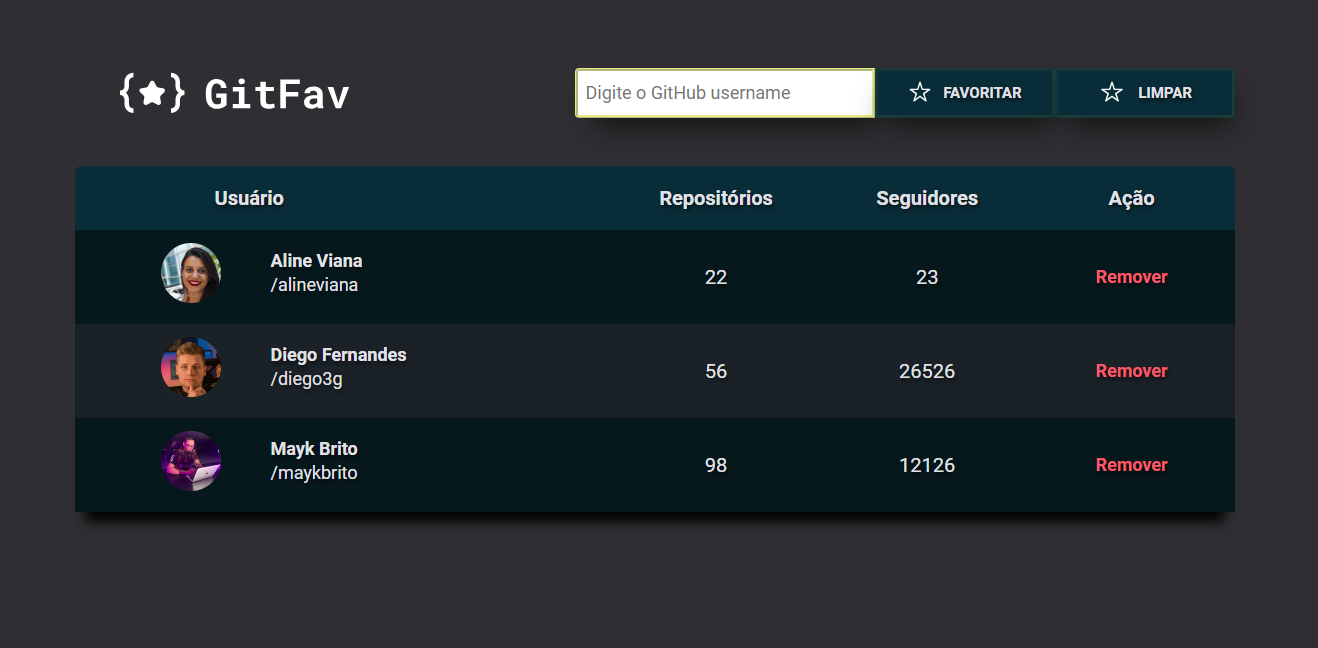 {★} GitFav
Digite o GitHub username
FAVORITAR
LIMPAR
Usuário Repositórios Seguidores Ação
Aline Viana
/alineviana
22 23 Remover
Diego Fernandes
/diego3g
56 26526 Remover
Mayk Brito
/maykbrito
98 12126 Remover